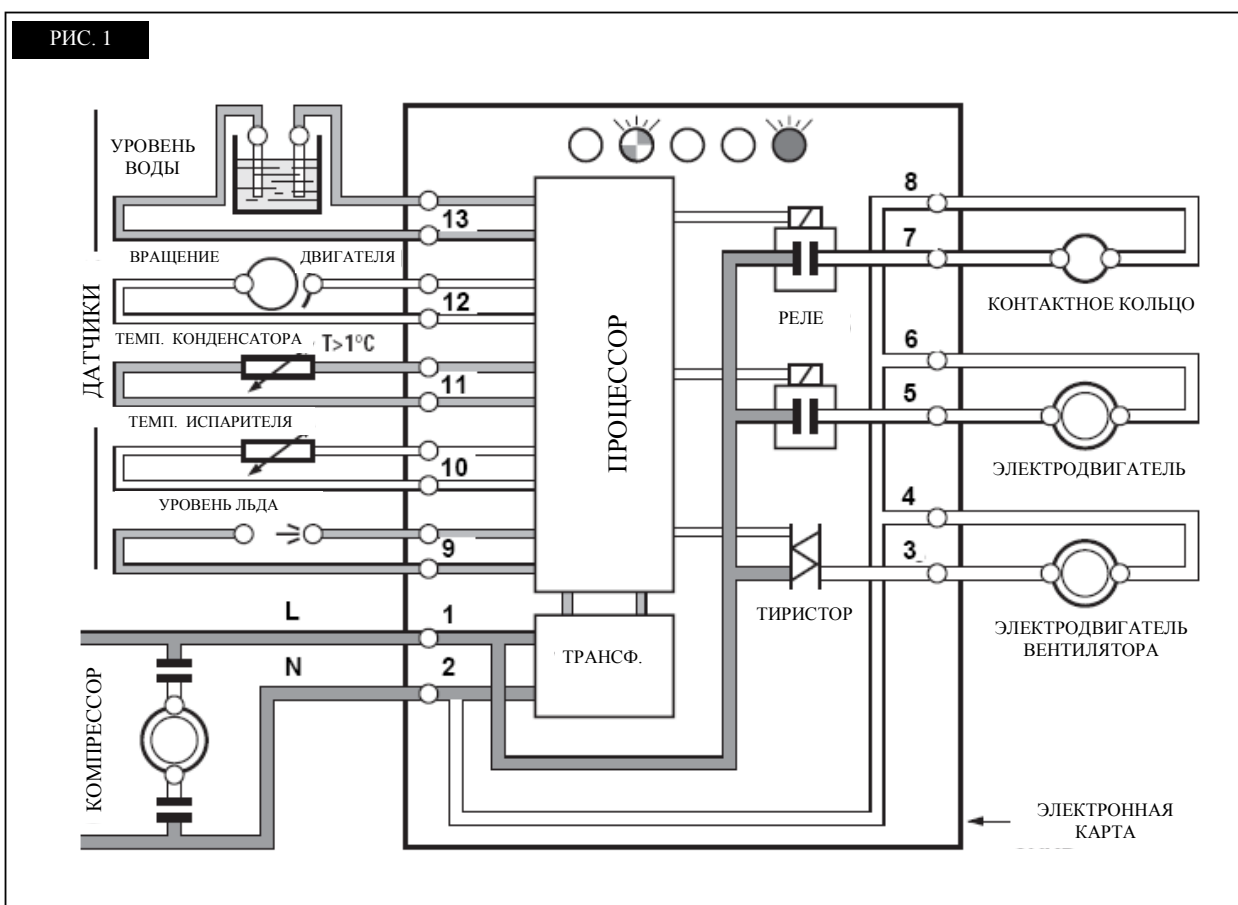 РИС. 1
УРОВЕНЬ
ВОДЫ
13
ВРАЩЕНИЕ ДВИГАТЕЛЯ
12
ТЕМП. КОНДЕНСАТОРА T>1°C
11
ТЕМП. ИСПАРИТЕЛЯ
10
УРОВЕНЬ ЛЬДА
9
ДАТЧИКИ
L 1
N 2
КОМПРЕССОР
ПРОЦЕССОР
ТРАНСФ.
РЕЛЕ
ТИРИСТОР
8
7
КОНТАКТНОЕ КОЛЬЦО
6
5
ЭЛЕКТРОДВИГАТЕЛЬ
4
3
ЭЛЕКТРОДВИГАТЕЛЬ
ВЕНТИЛЯТОРА
ЭЛЕКТРОННАЯ
КАРТА